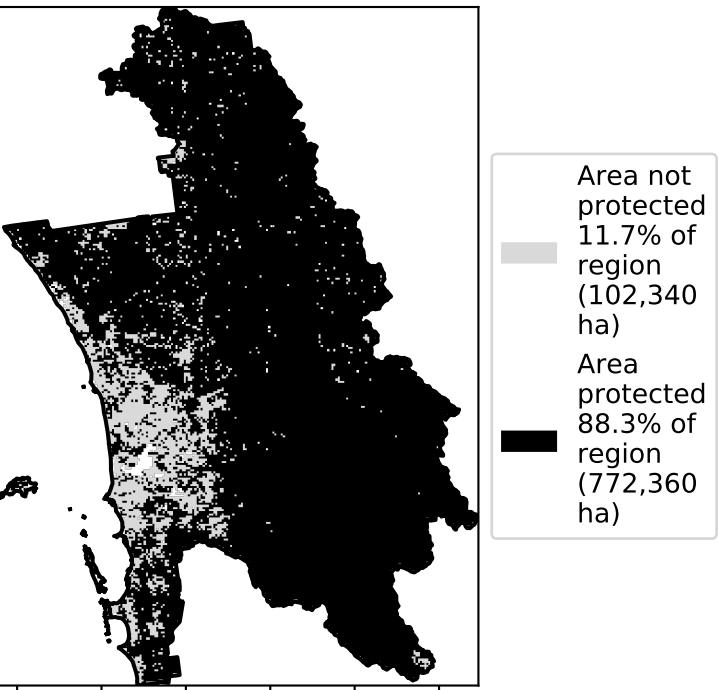 Area not
protected
11.7% of
region
(102,340
ha)
Area
protected
88.3% of
region
(772,360
ha)